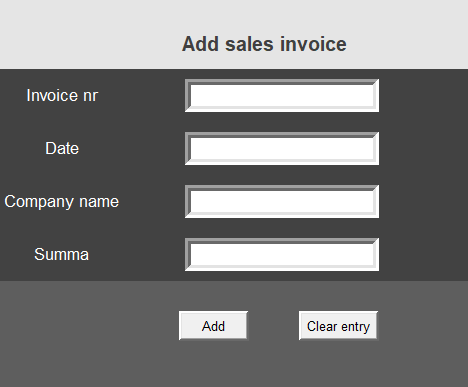 Add sales invoice
Invoice nr
Date
Company name
Summa
Add
Clear entry